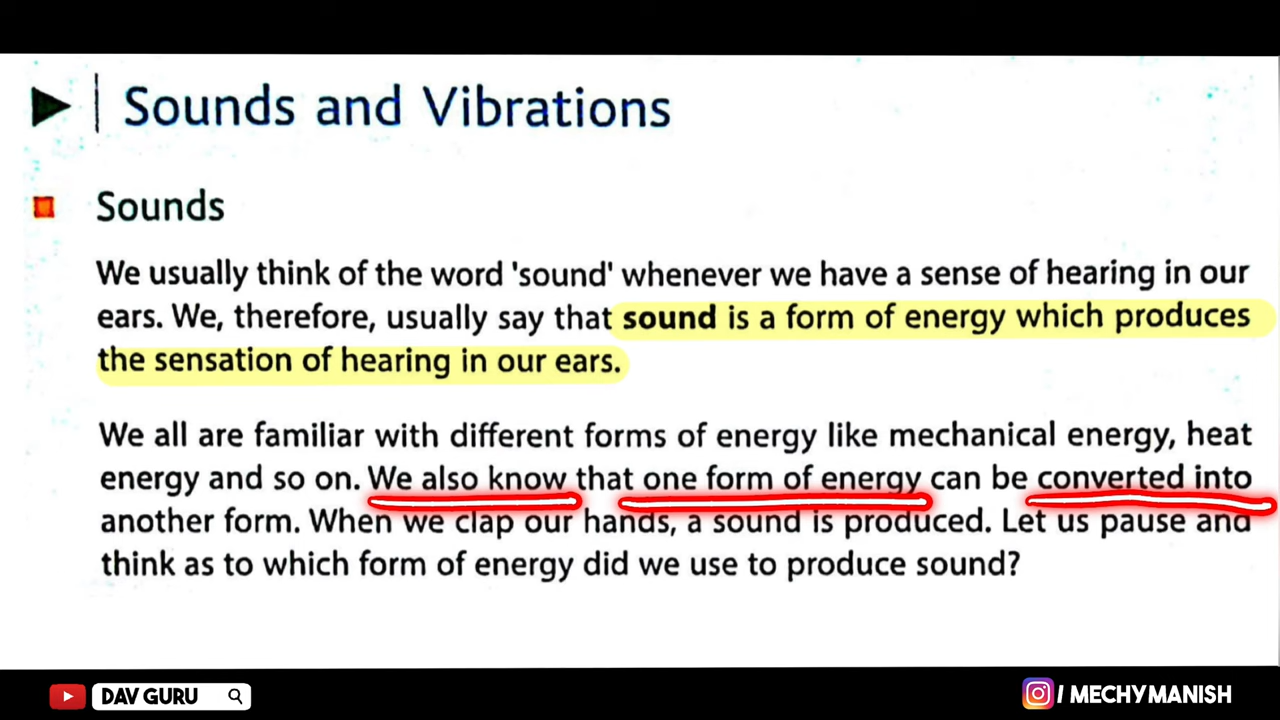 Sounds and Vibrations
Sounds
We usually think of the word 'sound' whenever we have a sense of hearing in our
ears. We, therefore, usually say that sound is a form of energy which produces
the sensation of hearing in our ears.
We all are familiar with different forms of energy like mechanical energy, heat
energy and so on. We also know that one form of energy can be converted into
another form. When we clap our hands, a sound is produced. Let us pause and
think as to which form of energy did we use to produce sound?
DAV GURU
/ MECHYMANISH